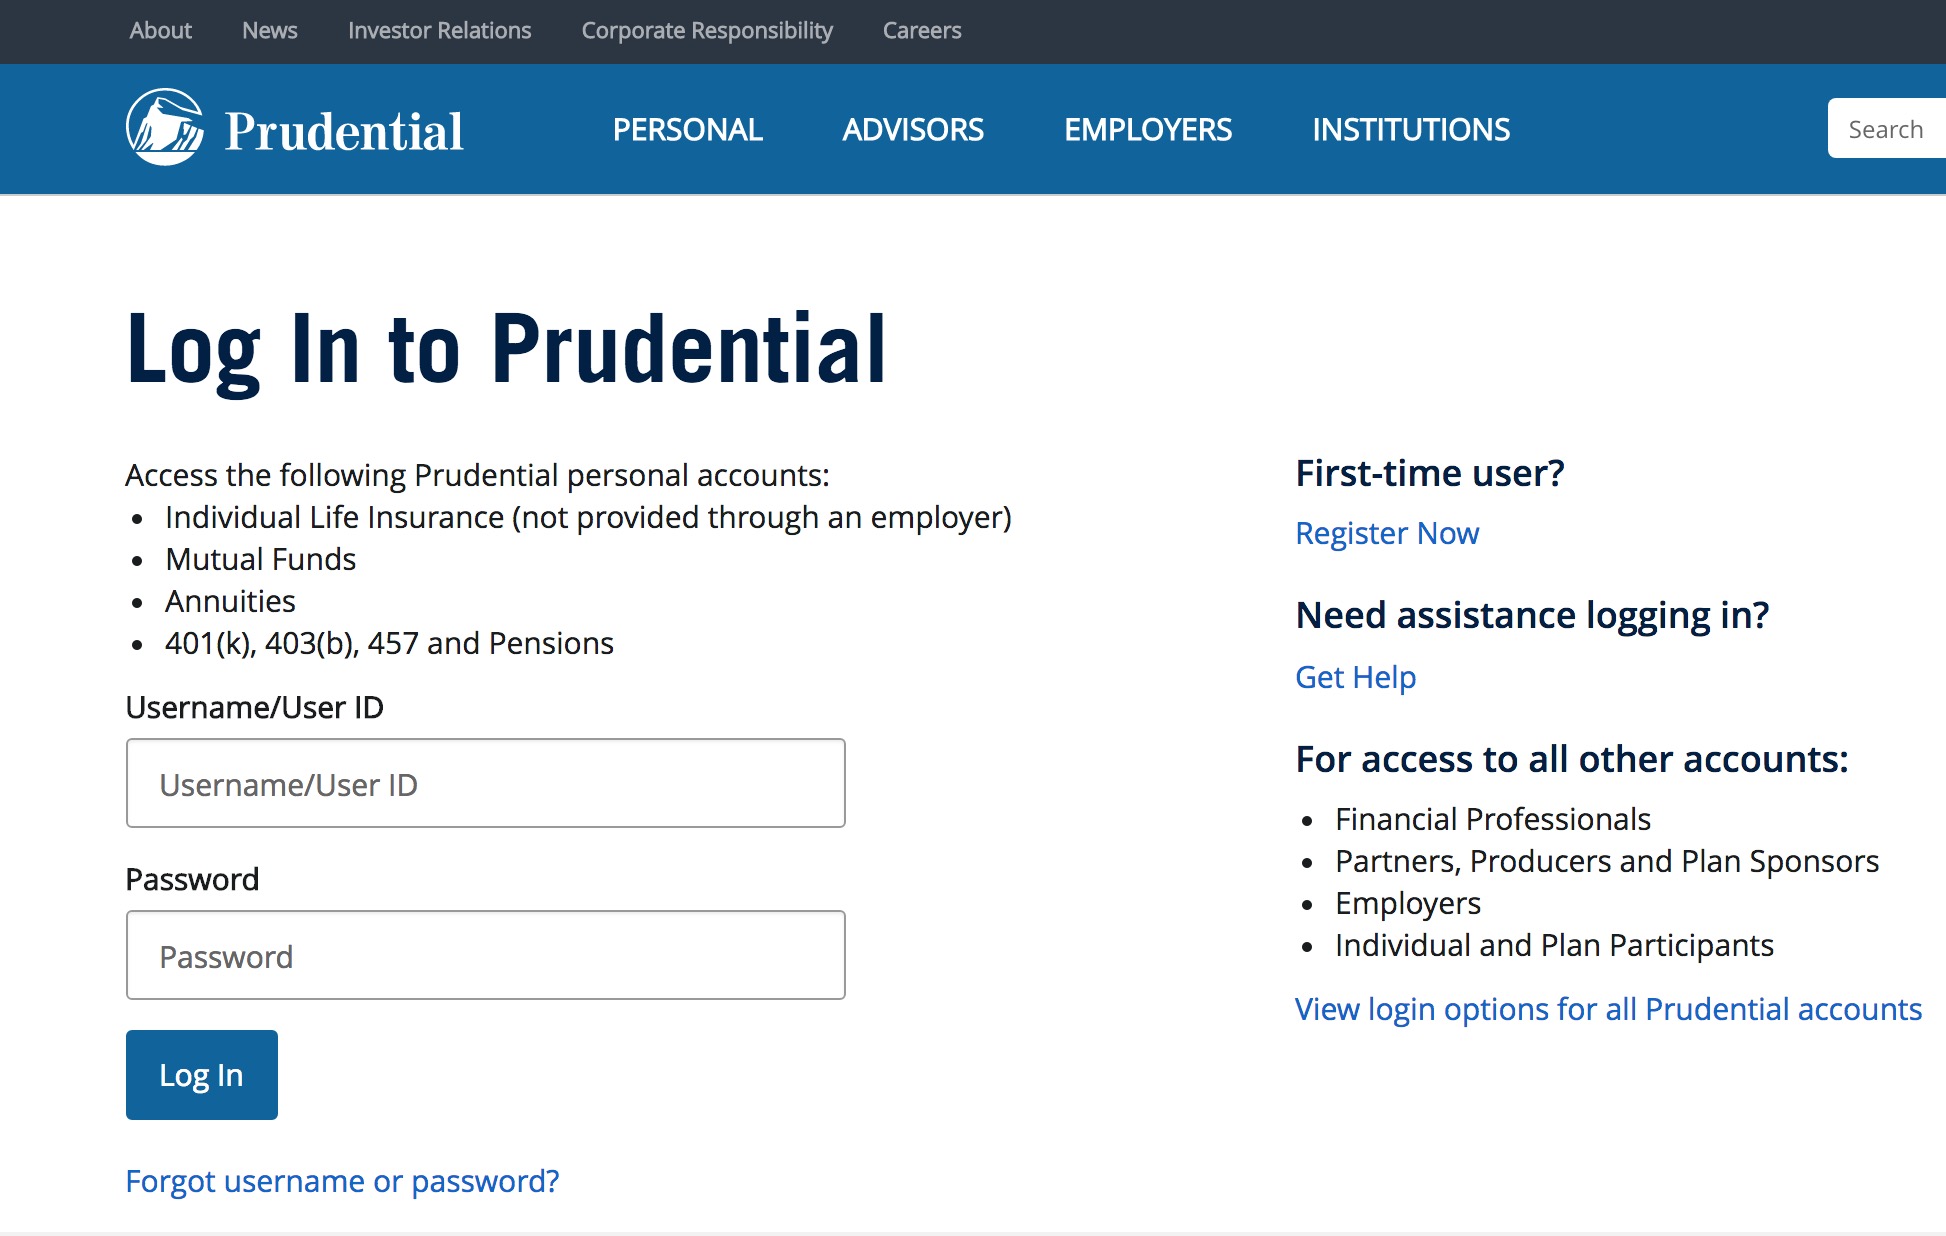 About News Investor Relations Corporate Responsibility Careers
Prudential PERSONAL ADVISORS EMPLOYERS INSTITUTIONS Search
Log In to Prudential
Access the following Prudential personal accounts:
• Individual Life Insurance (not provided through an employer)
• Mutual Funds
• Annuities
• 401(k), 403(b), 457 and Pensions
Username/User ID
Username/User ID
Password
Password
Log In
Forgot username or password?
First-time user?
Register Now
Need assistance logging in?
Get Help
For access to all other accounts:
• Financial Professionals
• Partners, Producers and Plan Sponsors
• Employers
• Individual and Plan Participants
View login options for all Prudential accounts